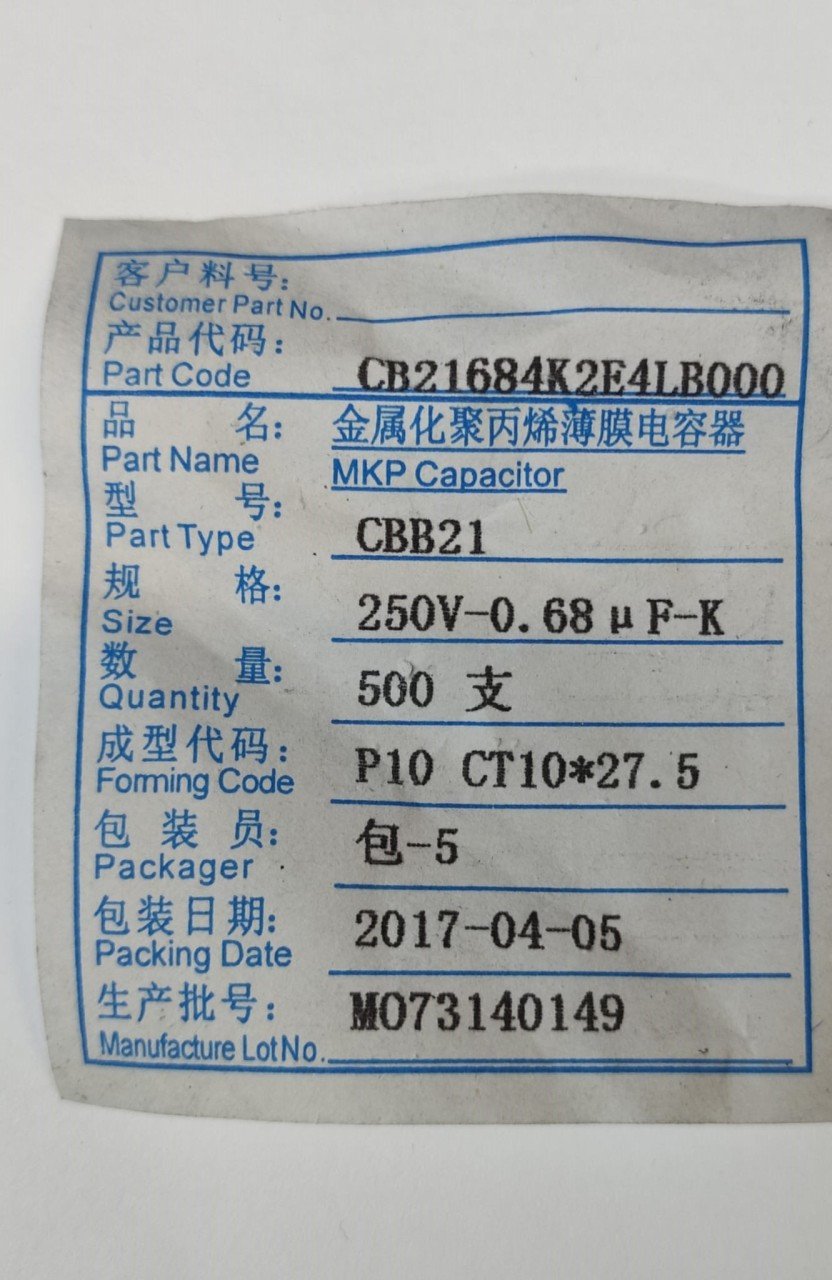 客户料号:
Customer Part No.
产品代码:
Part Code CB21684K2E4LB000
品 名: 金属化聚丙烯薄膜电容器
Part Name MKP Capacitor
型 号:
Part Type CBB21
规 格:
Size 250V-0.68μF-K
数 量:
Quantity 500 支
成型代码:
Forming Code P10 CT10*27.5
包 装 员:
Packager 包-5
包装日期:
Packing Date 2017-04-05
生产批号:
Manufacture Lot No. M073140149